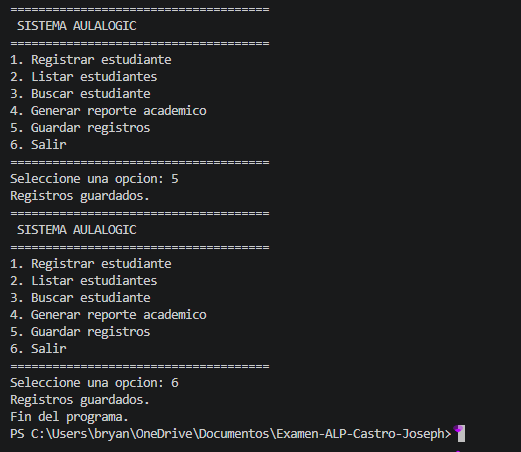 =====================================
SISTEMA AULALOGIC
=====================================
1. Registrar estudiante
2. Listar estudiantes
3. Buscar estudiante
4. Generar reporte academico
5. Guardar registros
6. Salir
=====================================
Seleccione una opcion: 5
Registros guardados.
=====================================
SISTEMA AULALOGIC
=====================================
1. Registrar estudiante
2. Listar estudiantes
3. Buscar estudiante
4. Generar reporte academico
5. Guardar registros
6. Salir
=====================================
Seleccione una opcion: 6
Registros guardados.
Fin del programa.
PS C:\Users\bryan\OneDrive\Documentos\Examen-ALP-Castro-Joseph>